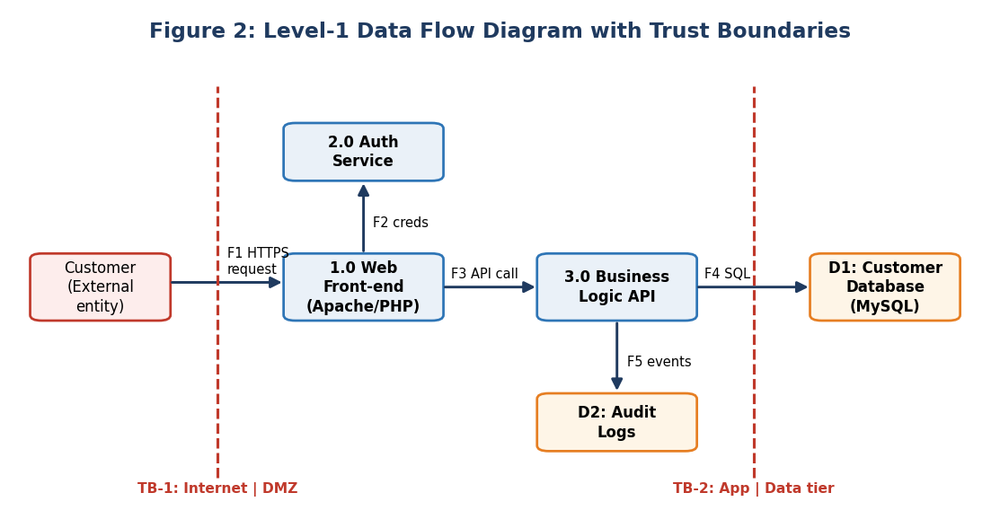 Figure 2: Level-1 Data Flow Diagram with Trust Boundaries
2.0 Auth
Service
F2 creds
Customer
(External
entity)
F1 HTTPS
request
1.0 Web
Front-end
(Apache/PHP)
F3 API call
3.0 Business
Logic API
F4 SQL
D1: Customer
Database
(MySQL)
F5 events
D2: Audit
Logs
TB-1: Internet | DMZ
TB-2: App | Data tier